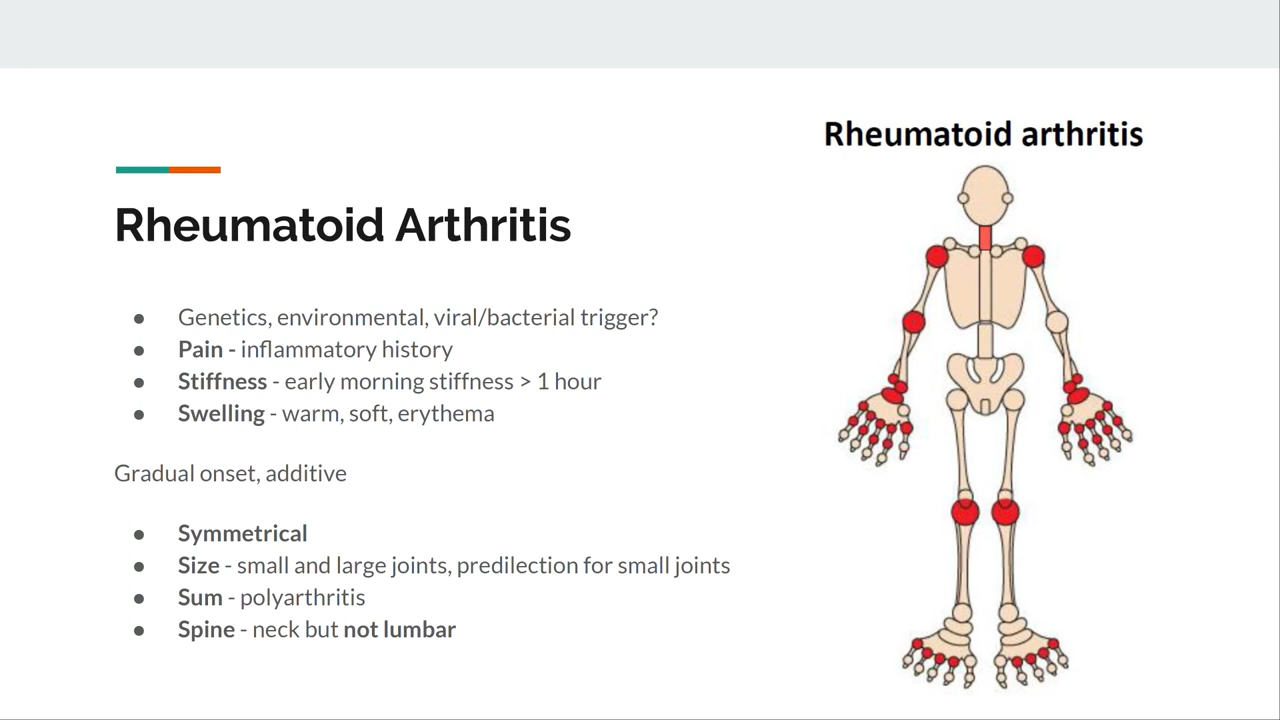 Rheumatoid arthritis
Rheumatoid Arthritis
● Genetics, environmental, viral/bacterial trigger?
● Pain - inflammatory history
● Stiffness - early morning stiffness > 1 hour
● Swelling - warm, soft, erythema
Gradual onset, additive
● Symmetrical
● Size - small and large joints, predilection for small joints
● Sum - polyarthritis
● Spine - neck but not lumbar